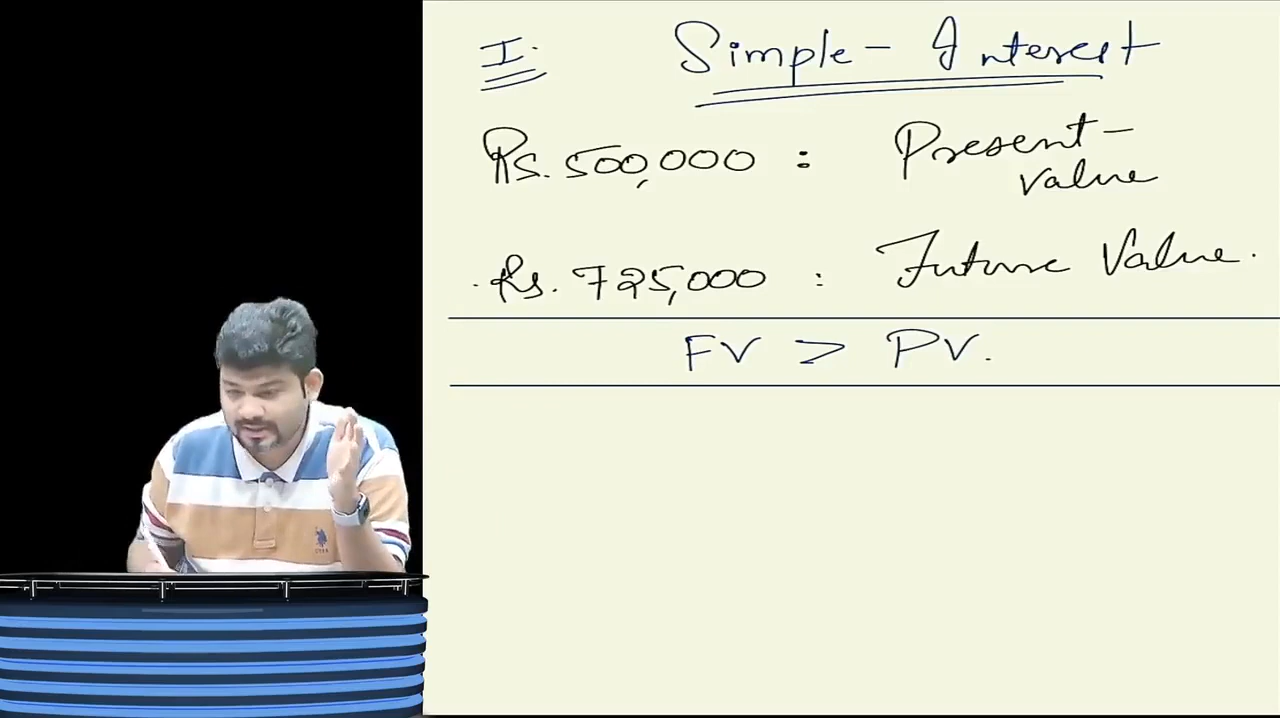 I. Simple - Interest
Rs. 500,000 : Present-
value
Rs. 725,000 : Future Value.
FV > PV.